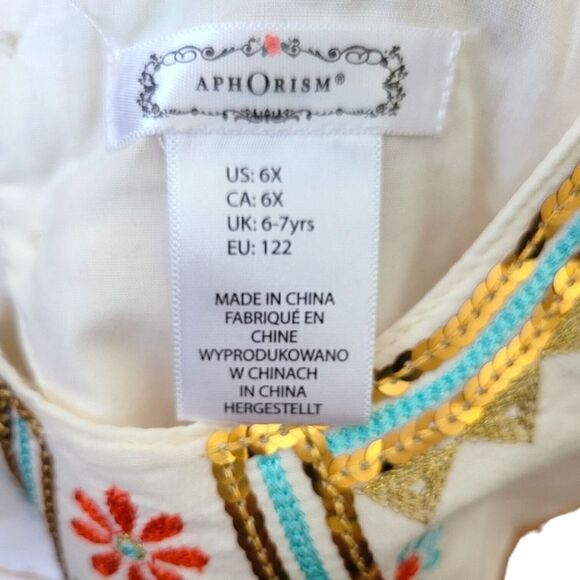 APHORISM®
US: 6X
CA: 6X
UK: 6-7yrs
EU: 122
MADE IN CHINA
FABRIQUÉ EN
CHINE
WYPRODUKOWANO
W CHINACH
IN CHINA
HERGESTELLT